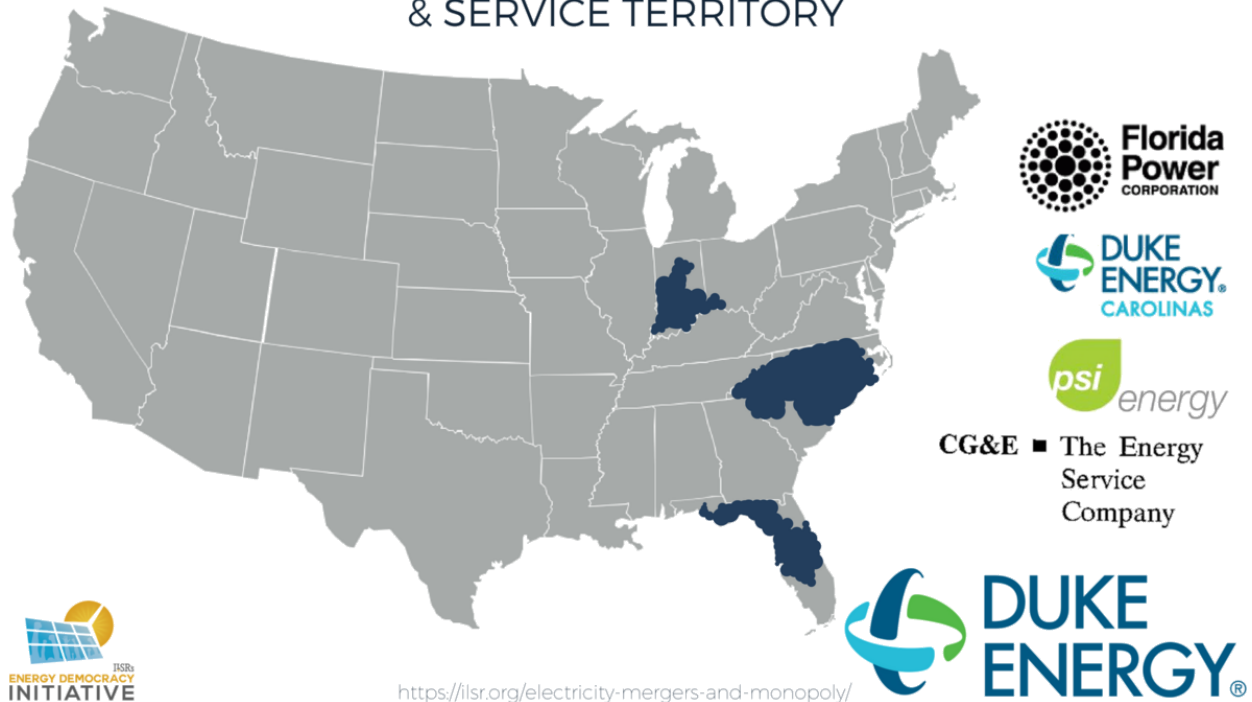 & SERVICE TERRITORY
Florida
Power
CORPORATION
DUKE
ENERGY®
CAROLINAS
psi energy
CG&E ■ The Energy
Service
Company
DUKE
ENERGY®
ILSR's
ENERGY DEMOCRACY
INITIATIVE
https://ilsr.org/electricity-mergers-and-monopoly/